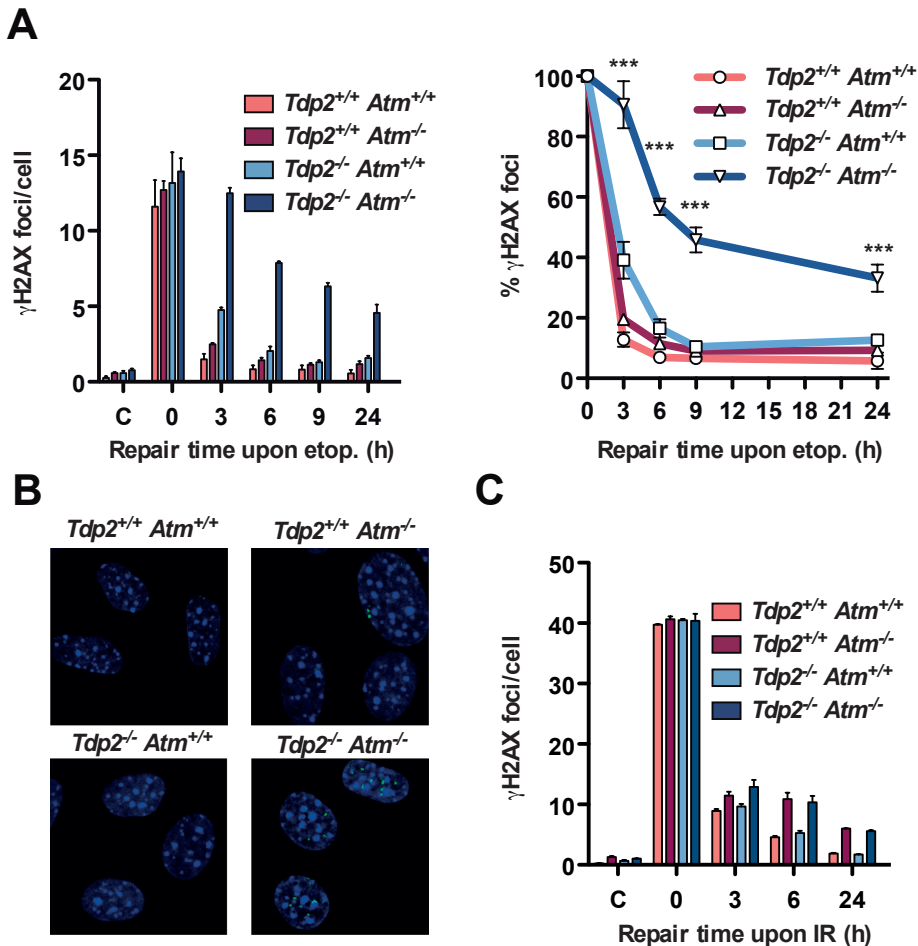 A
20
15
10
5
0
γH2AX foci/cell
Tdp2+/+ Atm+/+
Tdp2+/+ Atm-/-
Tdp2-/- Atm+/+
Tdp2-/- Atm-/-
C 0 3 6 9 24
Repair time upon etop. (h)
100
80
60
40
20
0
% γH2AX foci
***
***
***
***
Tdp2+/+ Atm+/+
Tdp2+/+ Atm-/-
Tdp2-/- Atm+/+
Tdp2-/- Atm-/-
0 3 6 9 12 15 18 21 24
Repair time upon etop. (h)
B
Tdp2+/+ Atm+/+
Tdp2+/+ Atm-/-
Tdp2-/- Atm+/+
Tdp2-/- Atm-/-
C
50
40
30
20
10
0
γH2AX foci/cell
Tdp2+/+ Atm+/+
Tdp2+/+ Atm-/-
Tdp2-/- Atm+/+
Tdp2-/- Atm-/-
C 0 3 6 24
Repair time upon IR (h)